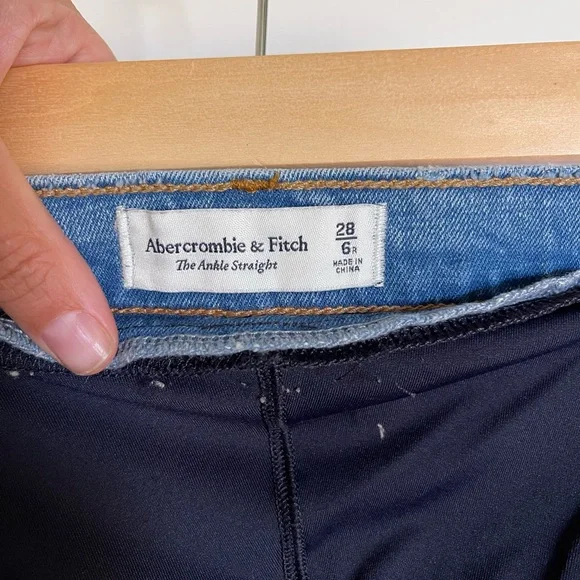 Abercrombie & Fitch
The Ankle Straight
28
6R
MADE IN
CHINA